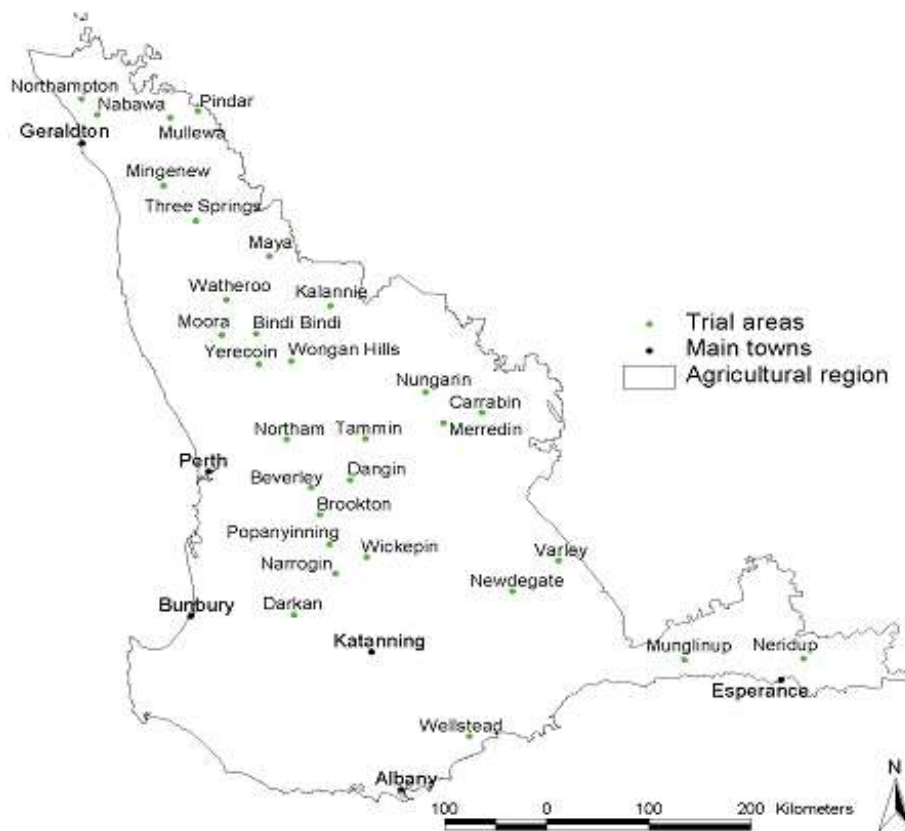 Northampton
Nabawa
Pindar
Geraldton
Mullewa
Mingenew
Three Springs
Maya
Watheroo
Kalannie
Moora
Bindi Bindi
Yerecoin
Wongan Hills
Nungarin
Carrabin
Merredin
Northam
Tammin
Perth
Beverley
Dangin
Brookton
Popanyinning
Wickepin
Narrogin
Varley
Newdegate
Bunbury
Darkan
Katanning
Munglinup
Neridup
Esperance
Wellstead
Albany
Trial areas
Main towns
Agricultural region
N
100 0 100 200 Kilometers